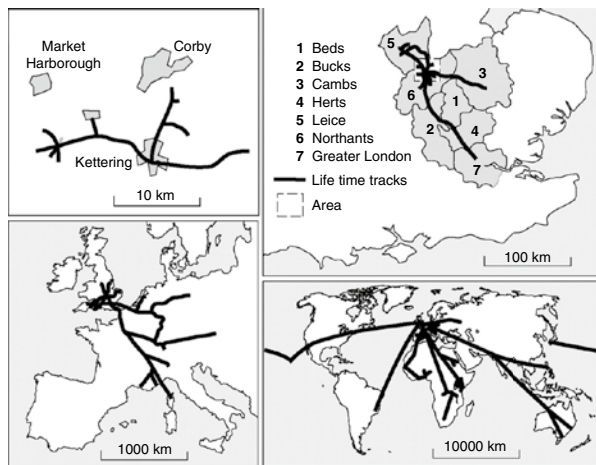 Market
Harborough
Corby
Kettering
10 km
5
3
6
1
2
4
7
1 Beds
2 Bucks
3 Cambs
4 Herts
5 Leice
6 Northants
7 Greater London
Life time tracks
Area
100 km
1000 km
10000 km